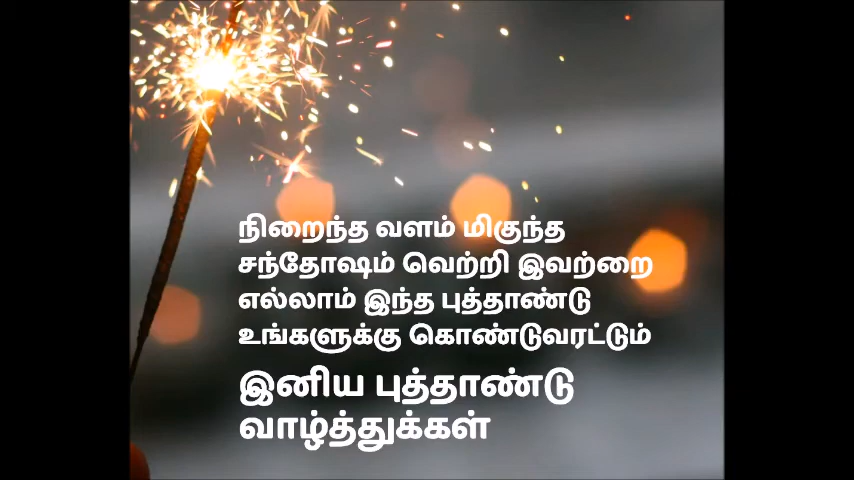 நிறைந்த வளம் மிகுந்த
சந்தோஷம் வெற்றி இவற்றை
எல்லாம் இந்த புத்தாண்டு
உங்களுக்கு கொண்டுவரட்டும்
இனிய புத்தாண்டு
வாழ்த்துக்கள்